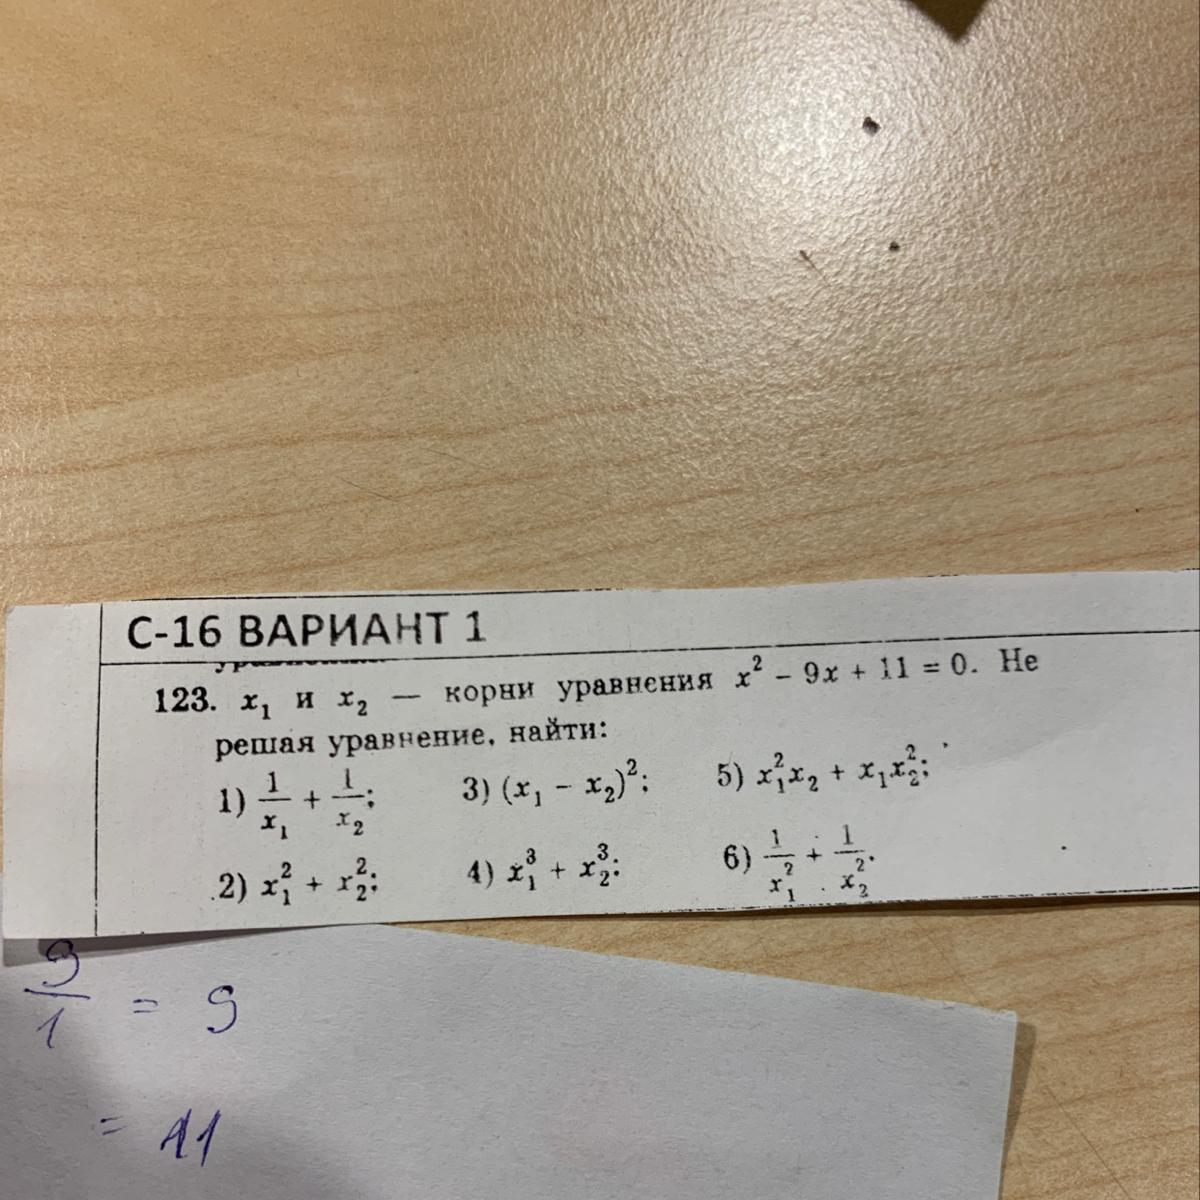 С-16 ВАРИАНТ 1
123. x₁ и x₂ — корни уравнения x² − 9x + 11 = 0. Не
решая уравнение, найти:
1) 1/x₁ + 1/x₂; 3) (x₁ − x₂)²; 5) x₁²x₂ + x₁x₂²;
2) x₁² + x₂²; 4) x₁³ + x₂³; 6) 1/x₁² + 1/x₂².
9/1 = 9
= 11